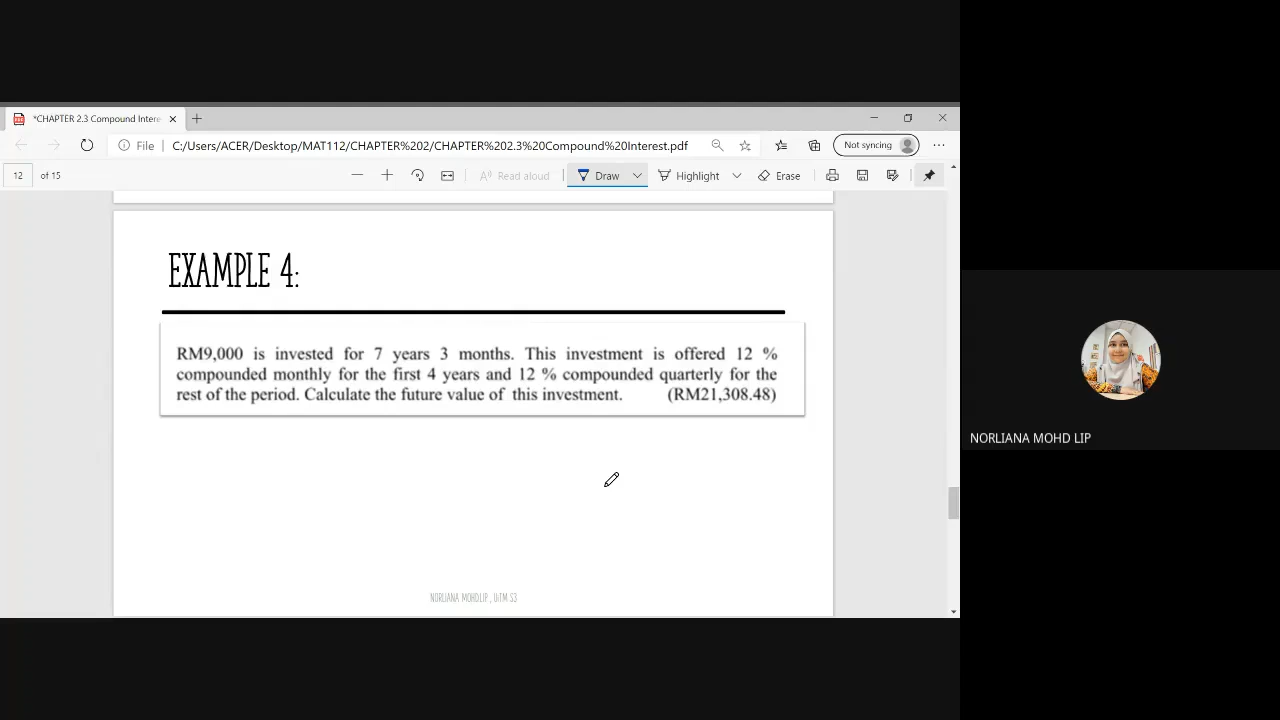 *CHAPTER 2.3 Compound Intere
File
C:/Users/ACER/Desktop/MAT112/CHAPTER%202/CHAPTER%202.3%20Compound%20Interest.pdf
Not syncing
12 of 15
Read aloud
Draw
Highlight
Erase
EXAMPLE 4:
RM9,000 is invested for 7 years 3 months. This investment is offered 12 %
compounded monthly for the first 4 years and 12 % compounded quarterly for the
rest of the period. Calculate the future value of this investment. (RM21,308.48)
NORLIANA MOHD LIP
NORLIANA MOHD.LIP , UiTM S3